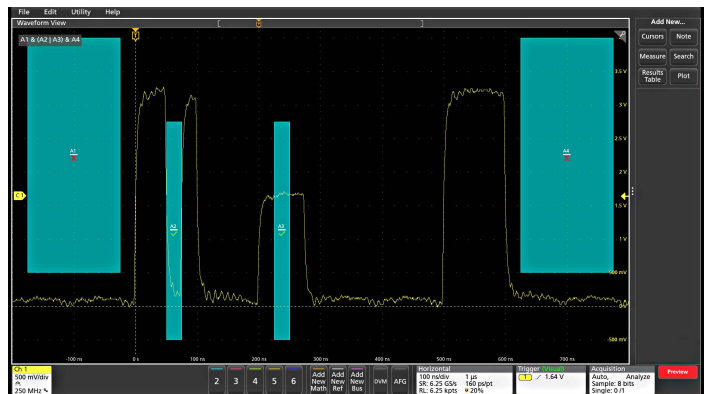 File Edit Utility Help
Waveform View
Add New...
A1 & (A2 | A3) & A4
Cursors Note
Measure Search
Results Table Plot
3.5 V
3 V
2.5 V
A1
A4
2 V
C1
1.5 V
A2
A3
1 V
500 mV
0 V
-500 mV
-100 ns 0 s 100 ns 200 ns 300 ns 400 ns 500 ns 600 ns 700 ns
Ch 1
500 mV/div
250 MHz
2 3 4 5 6
Add New Math
Add New Ref
Add New Bus
DVM AFG
Horizontal
100 ns/div 1 µs
SR: 6.25 GS/s 160 ps/pt
RL: 6.25 kpts 20%
Trigger (Visual)
1 1.64 V
Acquisition
Auto, Analyze
Sample: 8 bits
Single: 0 /1
Preview